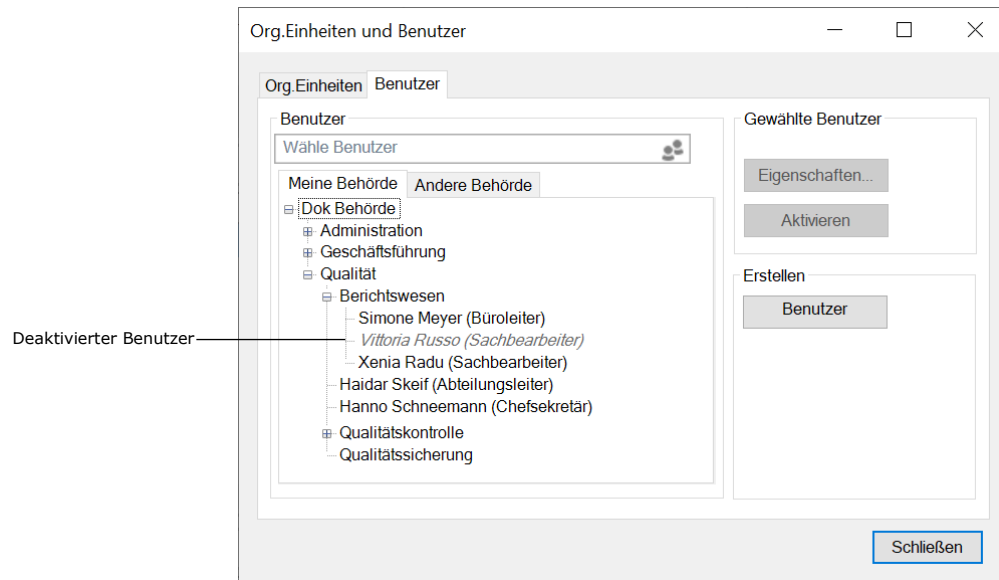 Org.Einheiten und Benutzer
Org.Einheiten
Benutzer
Benutzer
Wähle Benutzer
Meine Behörde
Andere Behörde
Dok Behörde
Administration
Geschäftsführung
Qualität
Berichtswesen
Simone Meyer (Büroleiter)
Deaktivierter Benutzer
Vittoria Russo (Sachbearbeiter)
Xenia Radu (Sachbearbeiter)
Haidar Skeif (Abteilungsleiter)
Hanno Schneemann (Chefsekretär)
Qualitätskontrolle
Qualitätssicherung
Gewählte Benutzer
Eigenschaften...
Aktivieren
Erstellen
Benutzer
Schließen